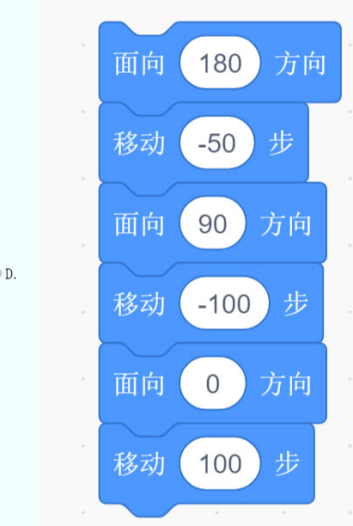 面向 180 方向
移动 -50 步
面向 90 方向
D.
移动 -100 步
面向 0 方向
移动 100 步